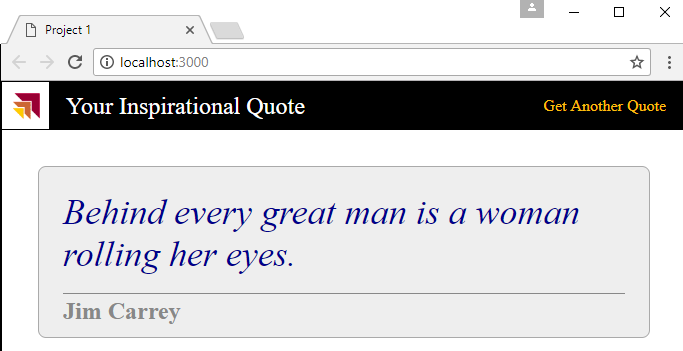 Project 1
localhost:3000
Your Inspirational Quote
Get Another Quote
Behind every great man is a woman
rolling her eyes.
Jim Carrey